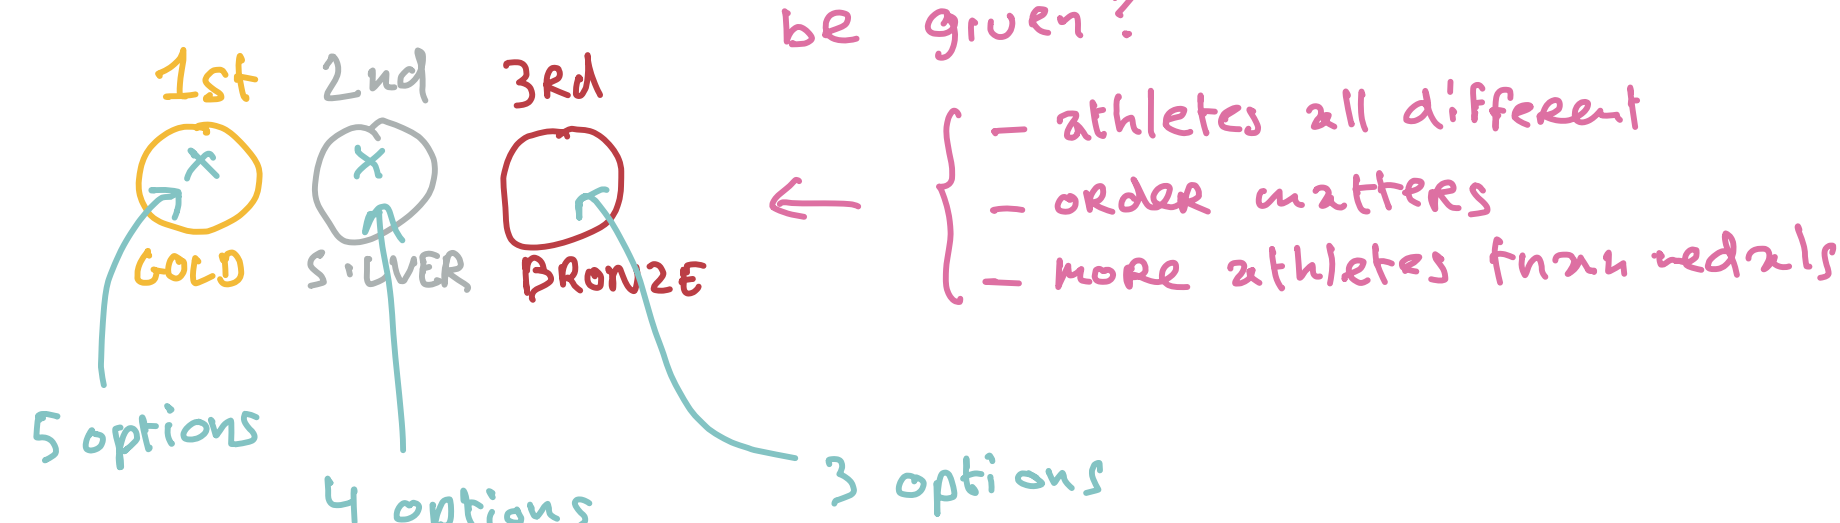 be given?
1st 2nd 3rd
GOLD SILVER BRONZE
- athletes all different
- order matters
- more athletes than medals
5 options
4 options
3 options